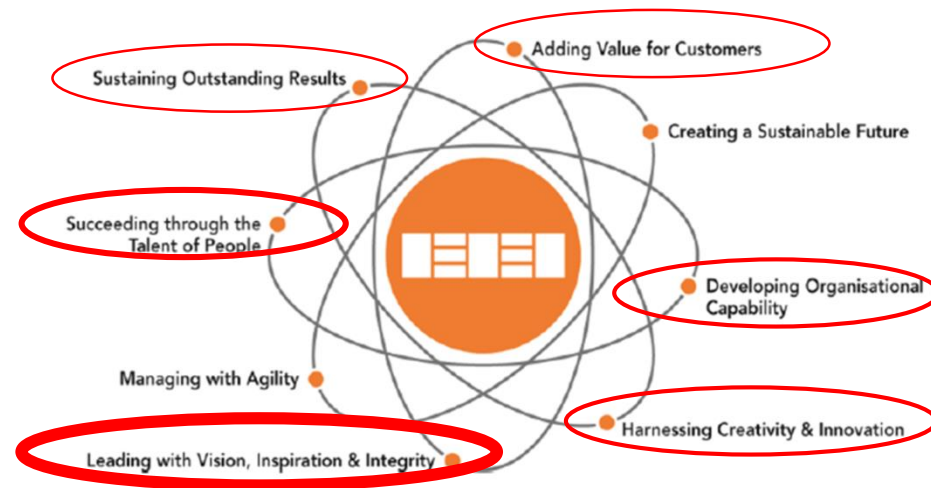 Adding Value for Customers
Sustaining Outstanding Results
Creating a Sustainable Future
Succeeding through the
Talent of People
Developing Organisational
Capability
Managing with Agility
Harnessing Creativity & Innovation
Leading with Vision, Inspiration & Integrity